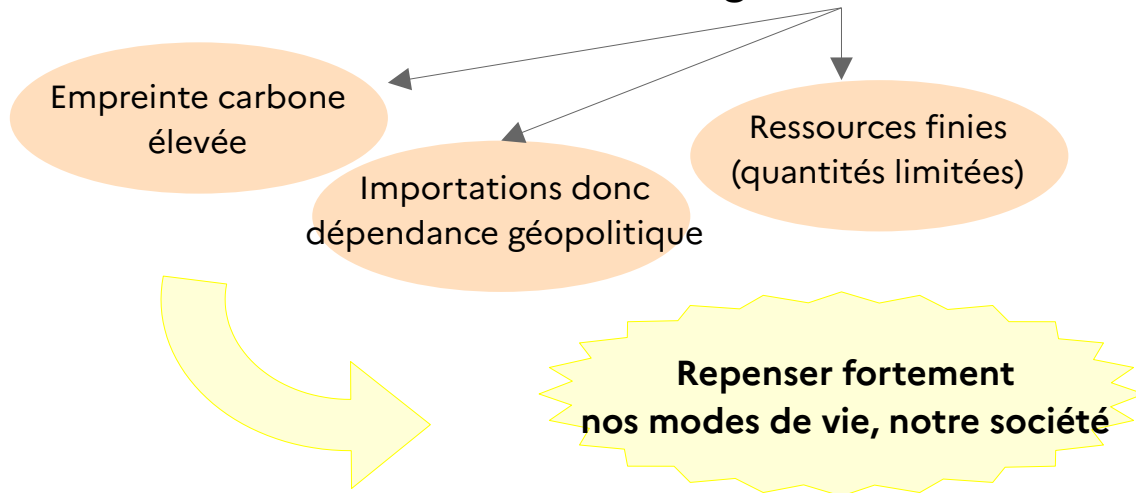 Empreinte carbone
élevée
Importations donc
dépendance géopolitique
Ressources finies
(quantités limitées)
Repenser fortement
nos modes de vie, notre société